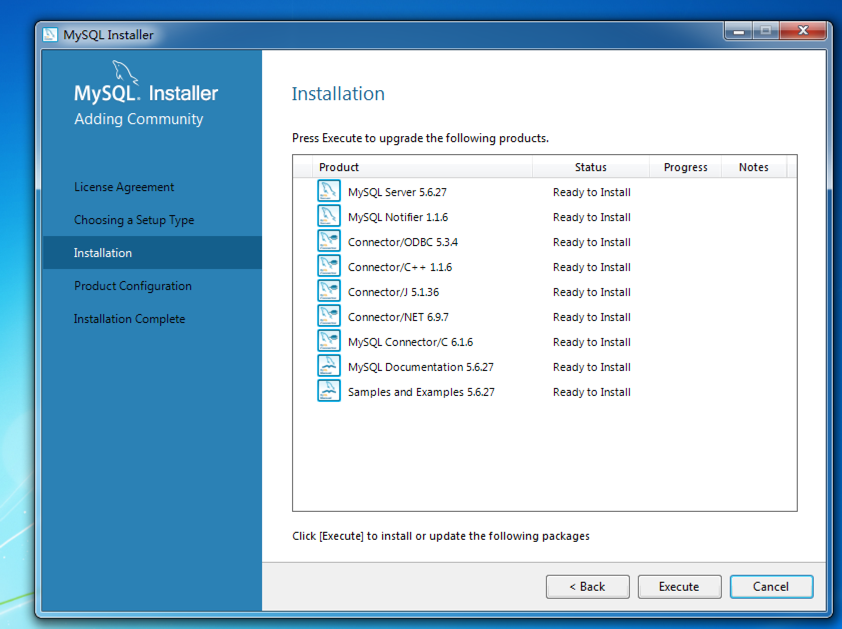 MySQL Installer
MySQL. Installer
Adding Community
License Agreement
Choosing a Setup Type
Installation
Product Configuration
Installation Complete
Installation
Press Execute to upgrade the following products.
Product Status Progress Notes
MySQL Server 5.6.27 Ready to Install
MySQL Notifier 1.1.6 Ready to Install
Connector/ODBC 5.3.4 Ready to Install
Connector/C++ 1.1.6 Ready to Install
Connector/J 5.1.36 Ready to Install
Connector/NET 6.9.7 Ready to Install
MySQL Connector/C 6.1.6 Ready to Install
MySQL Documentation 5.6.27 Ready to Install
Samples and Examples 5.6.27 Ready to Install
Click [Execute] to install or update the following packages
< Back Execute Cancel